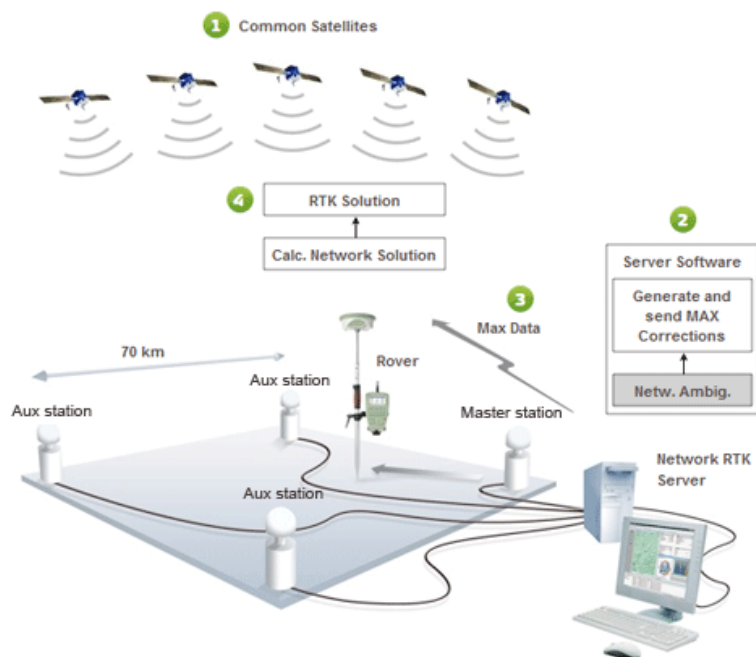 1 Common Satellites
4 RTK Solution
Calc. Network Solution
2
Server Software
Generate and
send MAX
Corrections
Netw. Ambig.
3
Max Data
70 km
Rover
Aux station
Aux station
Master station
Aux station
Network RTK
Server